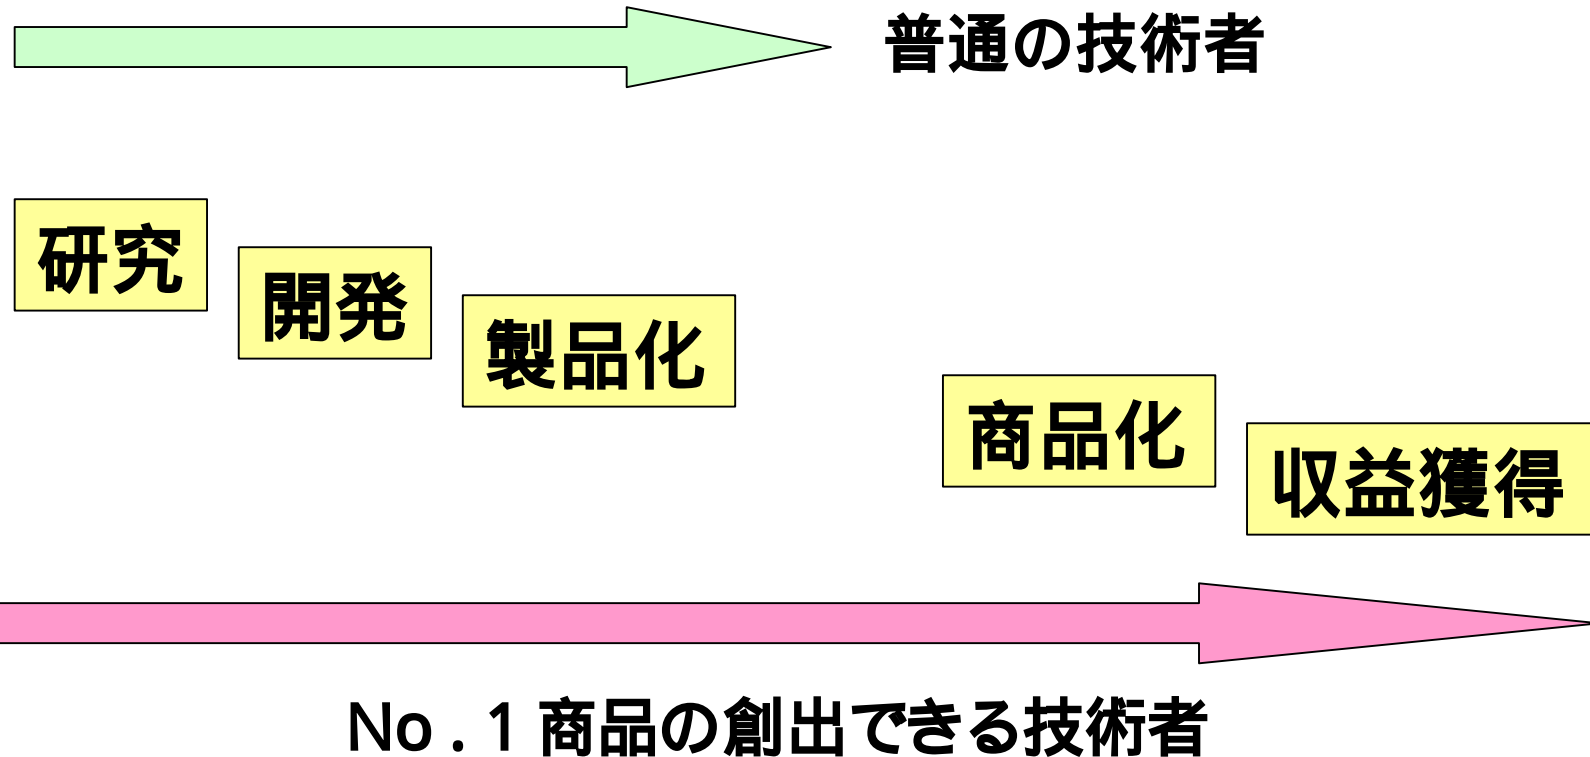 普通の技術者
研究
開発
製品化
商品化
収益獲得
No．1 商品の創出できる技術者